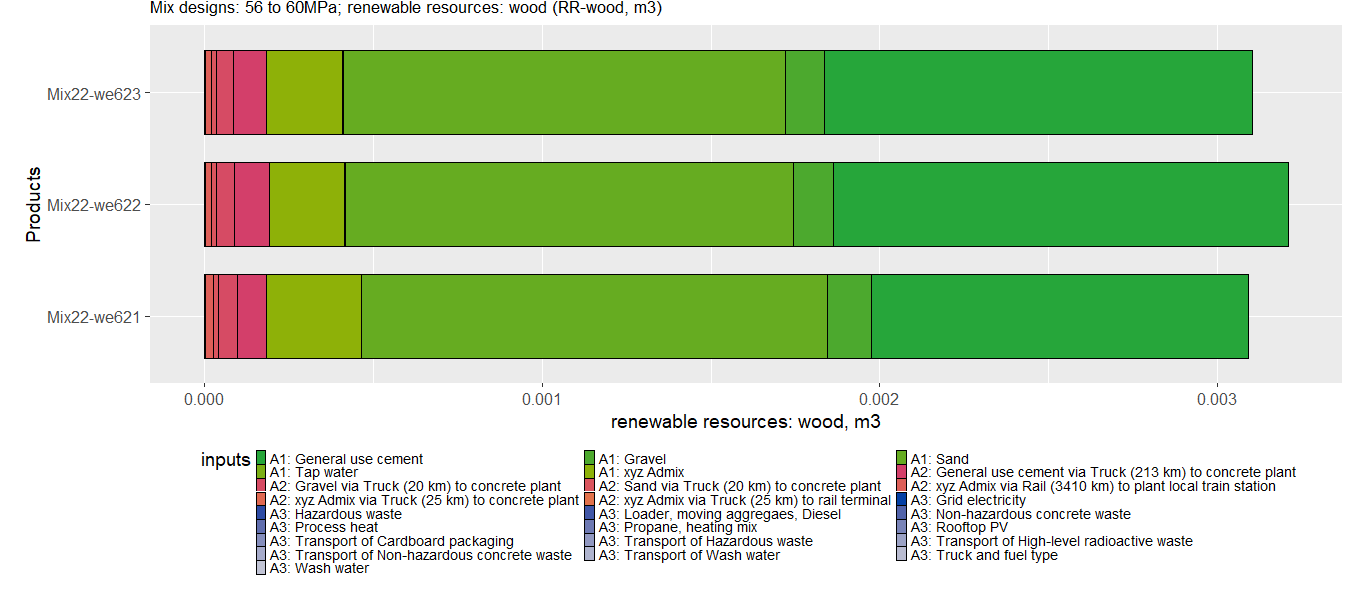 Mix designs: 56 to 60MPa; renewable resources: wood (RR-wood, m3)
Products
Mix22-we623
Mix22-we622
Mix22-we621
0.000 0.001 0.002 0.003
renewable resources: wood, m3
inputs
A1: General use cement A1: Gravel A1: Sand
A1: Tap water A1: xyz Admix A2: General use cement via Truck (213 km) to concrete plant
A2: Gravel via Truck (20 km) to concrete plant A2: Sand via Truck (20 km) to concrete plant A2: xyz Admix via Rail (3410 km) to plant local train station
A2: xyz Admix via Truck (25 km) to concrete plant A2: xyz Admix via Truck (25 km) to rail terminal A3: Grid electricity
A3: Hazardous waste A3: Loader, moving aggregaes, Diesel A3: Non-hazardous concrete waste
A3: Process heat A3: Propane, heating mix A3: Rooftop PV
A3: Transport of Cardboard packaging A3: Transport of Hazardous waste A3: Transport of High-level radioactive waste
A3: Transport of Non-hazardous concrete waste A3: Transport of Wash water A3: Truck and fuel type
A3: Wash water